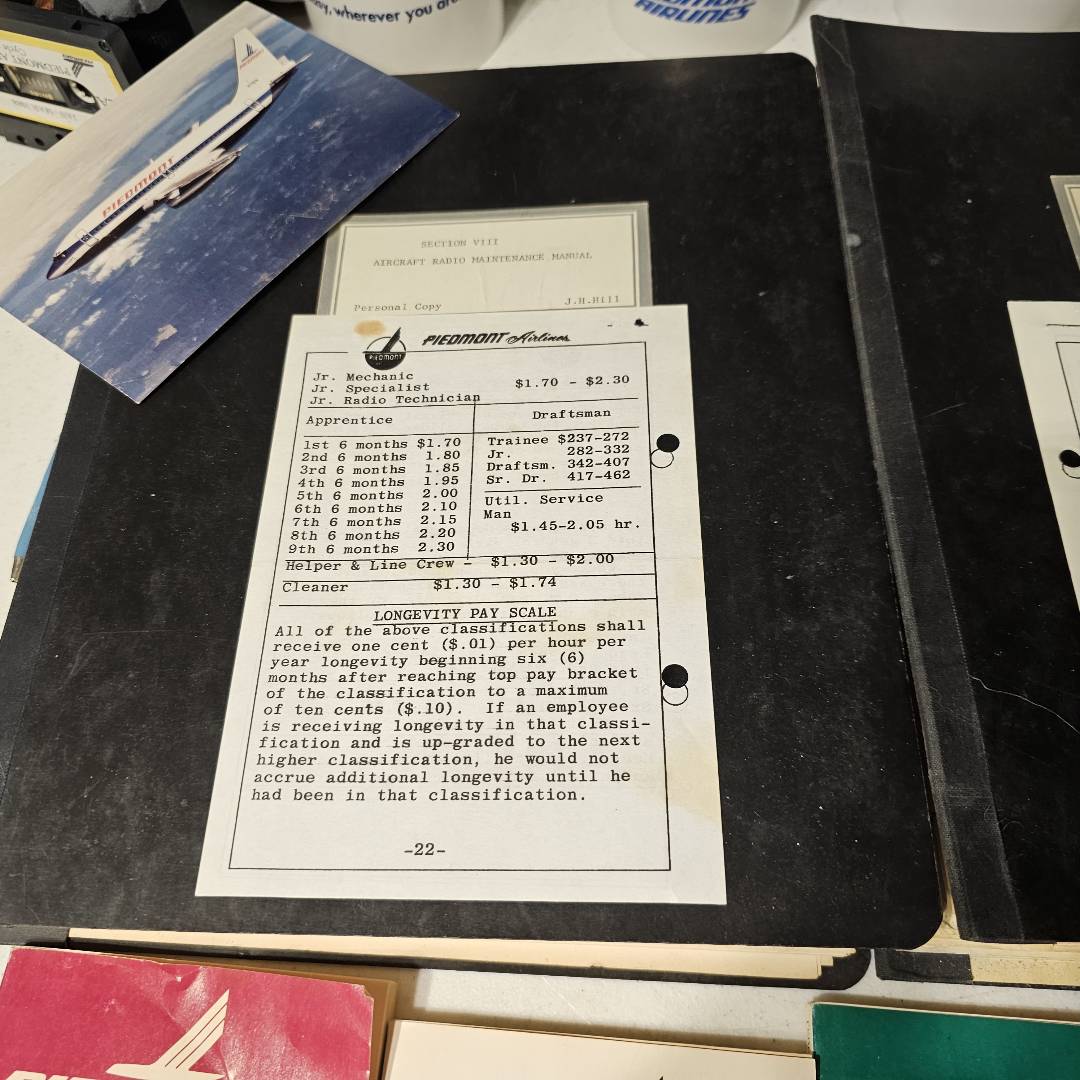 , wherever you are
AIRLINES
PIEDMONT
PIEDMONT
SECTION VIII
AIRCRAFT RADIO MAINTENANCE MANUAL
Personal Copy J.H.Hill
Piedmont
PIEDMONT Airlines
Jr. Mechanic
Jr. Specialist $1.70 - $2.30
Jr. Radio Technician
Apprentice
1st 6 months $1.70
2nd 6 months 1.80
3rd 6 months 1.85
4th 6 months 1.95
5th 6 months 2.00
6th 6 months 2.10
7th 6 months 2.15
8th 6 months 2.20
9th 6 months 2.30
Draftsman
Trainee $237-272
Jr. 282-332
Draftsm. 342-407
Sr. Dr. 417-462
Util. Service
Man
$1.45-2.05 hr.
Helper & Line Crew - $1.30 - $2.00
Cleaner $1.30 - $1.74
LONGEVITY PAY SCALE
All of the above classifications shall
receive one cent ($.01) per hour per
year longevity beginning six (6)
months after reaching top pay bracket
of the classification to a maximum
of ten cents ($.10). If an employee
is receiving longevity in that classi-
fication and is up-graded to the next
higher classification, he would not
accrue additional longevity until he
had been in that classification.
-22-